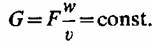 G = F w/v = const.